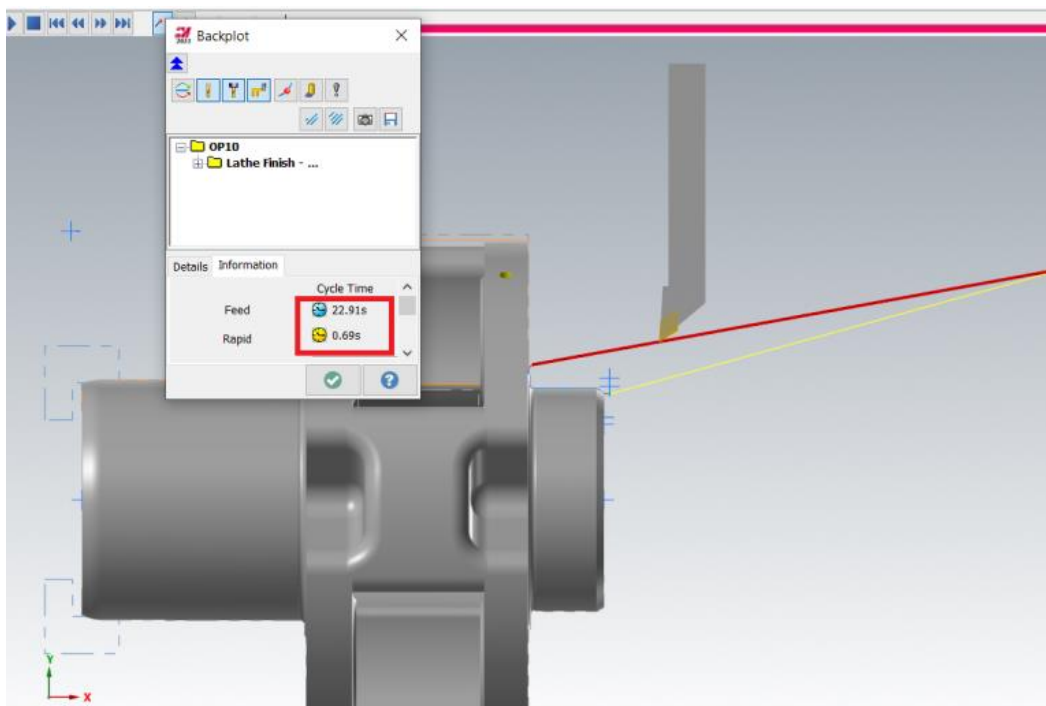 Backplot
OP10
Lathe Finish - ...
Details Information
Cycle Time
Feed 22.91s
Rapid 0.69s
Y
X